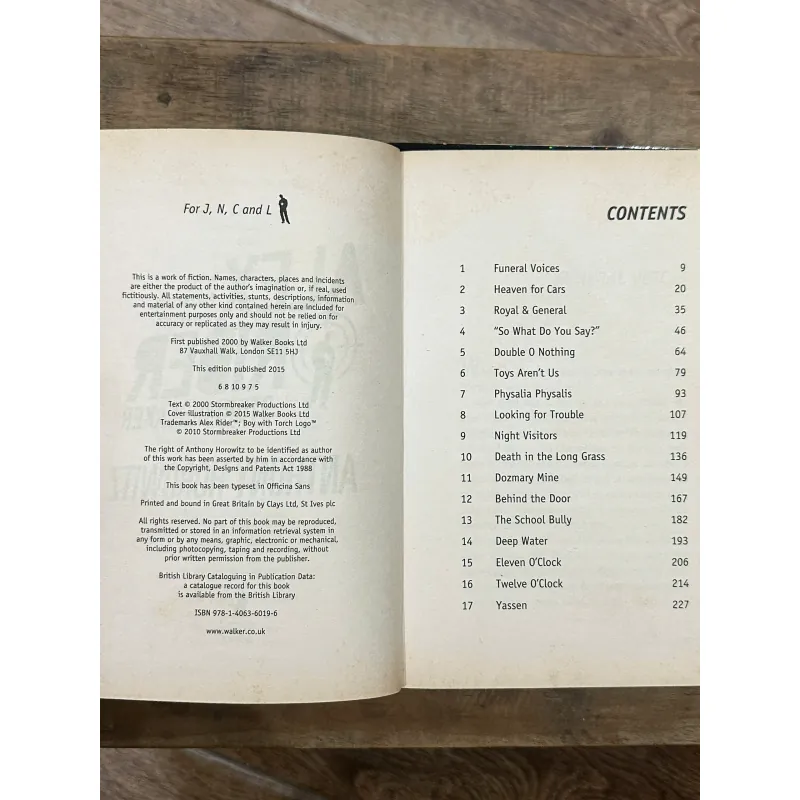 For J, N, C and L
This is a work of fiction. Names, characters, places and incidents
are either the product of the author's imagination or, if real, used
fictitiously. All statements, activities, stunts, descriptions, information
and material of any other kind contained herein are included for
entertainment purposes only and should not be relied on for
accuracy or replicated as they may result in injury.
First published 2000 by Walker Books Ltd
87 Vauxhall Walk, London SE11 5HJ
This edition published 2015
6 8 10 9 7 5
Text © 2000 Stormbreaker Productions Ltd
Cover illustration © 2015 Walker Books Ltd
Trademarks Alex Rider™; Boy with Torch Logo™
© 2010 Stormbreaker Productions Ltd
The right of Anthony Horowitz to be identified as author
of this work has been asserted by him in accordance with
the Copyright, Designs and Patents Act 1988
This book has been typeset in Officina Sans
Printed and bound in Great Britain by Clays Ltd, St Ives plc
All rights reserved. No part of this book may be reproduced,
transmitted or stored in an information retrieval system in
any form or by any means, graphic, electronic or mechanical,
including photocopying, taping and recording, without
prior written permission from the publisher.
British Library Cataloguing in Publication Data:
a catalogue record for this book
is available from the British Library
ISBN 978-1-4063-6019-6
www.walker.co.uk
CONTENTS
1 Funeral Voices 9
2 Heaven for Cars 20
3 Royal & General 35
4 "So What Do You Say?" 46
5 Double O Nothing 64
6 Toys Aren't Us 79
7 Physalia Physalis 93
8 Looking for Trouble 107
9 Night Visitors 119
10 Death in the Long Grass 136
11 Dozmary Mine 149
12 Behind the Door 167
13 The School Bully 182
14 Deep Water 193
15 Eleven O'Clock 206
16 Twelve O'Clock 214
17 Yassen 227